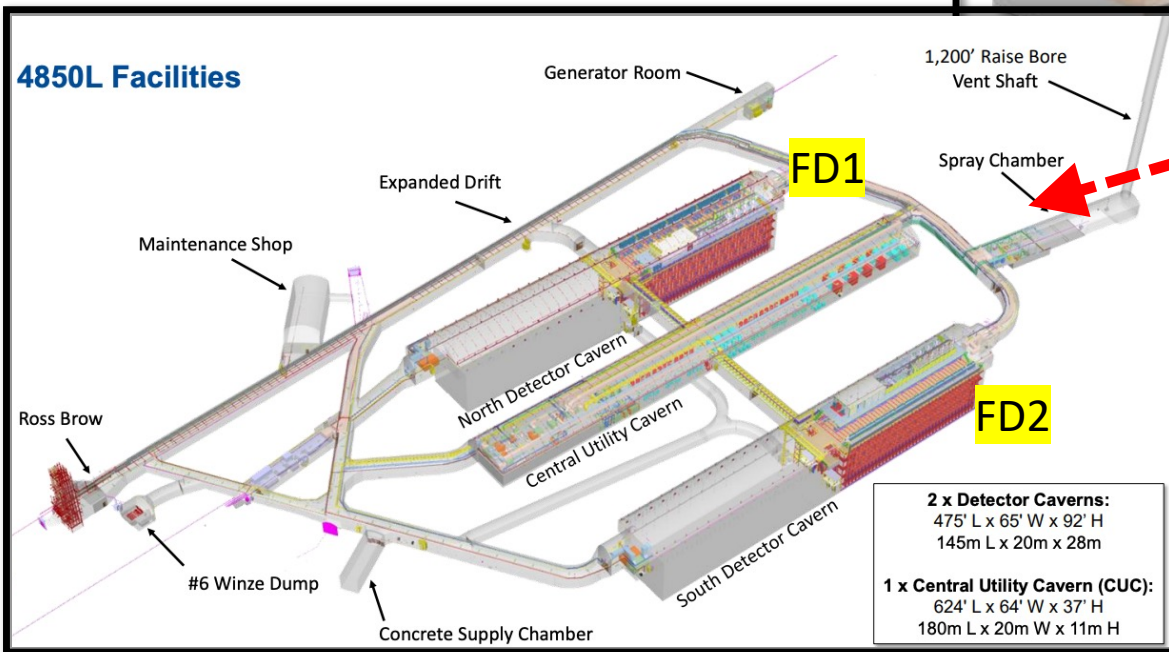 4850L Facilities
Generator Room
1,200' Raise Bore
Vent Shaft
FD1
Spray Chamber
Expanded Drift
Maintenance Shop
North Detector Cavern
Ross Brow
Central Utility Cavern
FD2
South Detector Cavern
#6 Winze Dump
Concrete Supply Chamber
2 x Detector Caverns:
475' L x 65' W x 92' H
145m L x 20m x 28m
1 x Central Utility Cavern (CUC):
624' L x 64' W x 37' H
180m L x 20m W x 11m H